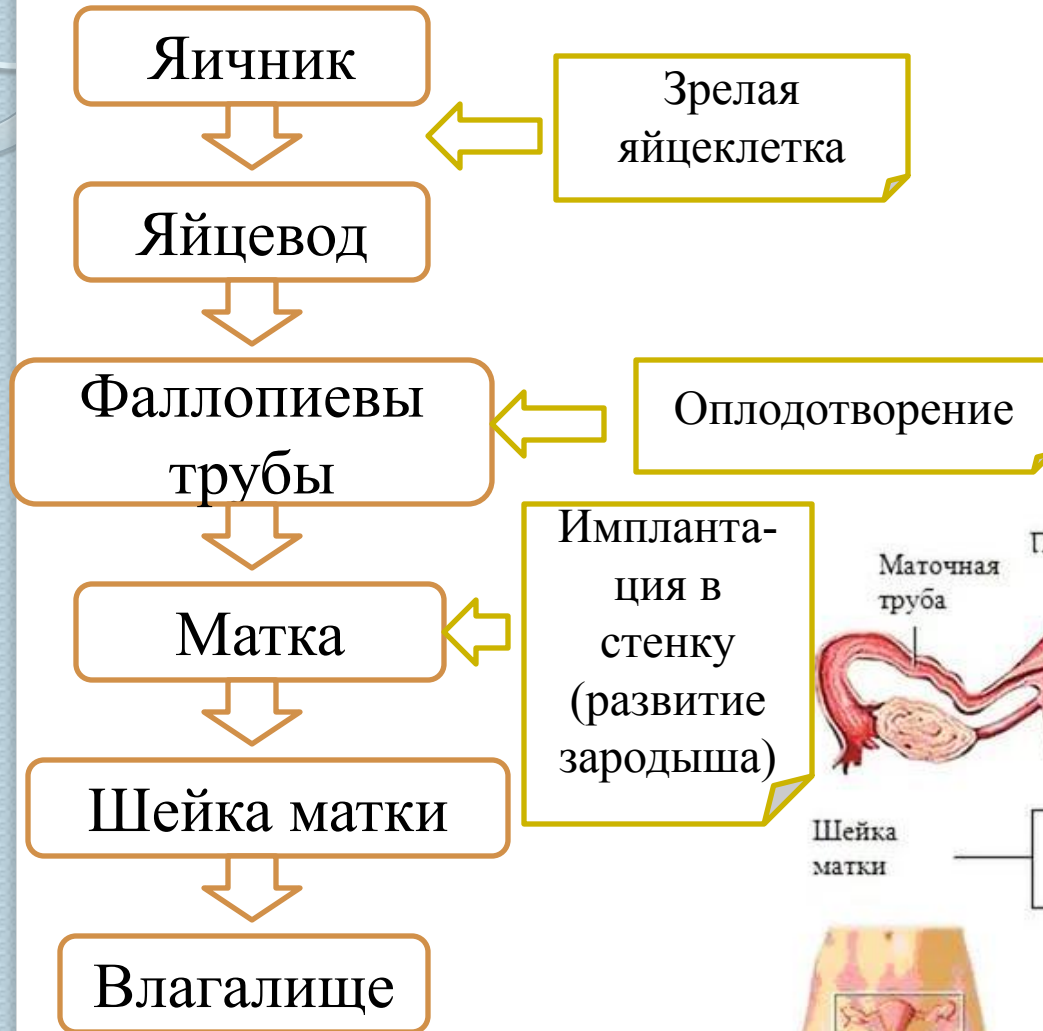 Яичник
Зрелая
яйцеклетка
Яйцевод
Фаллопиевы
трубы
Оплодотворение
Импланта-
ция в
стенку
(развитие
зародыша)
Маточная
труба
Матка
Шейка матки
Шейка
матки
Влагалище